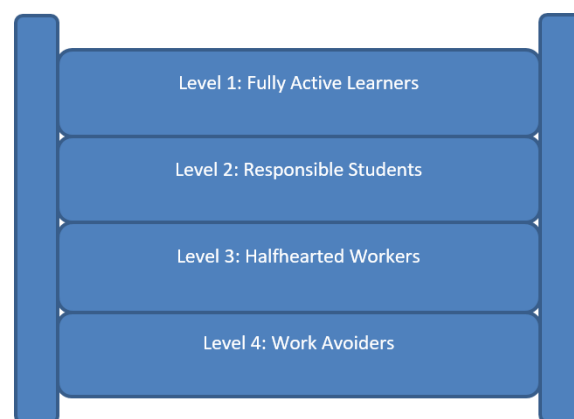 Level 1: Fully Active Learners
Level 2: Responsible Students
Level 3: Halfhearted Workers
Level 4: Work Avoiders